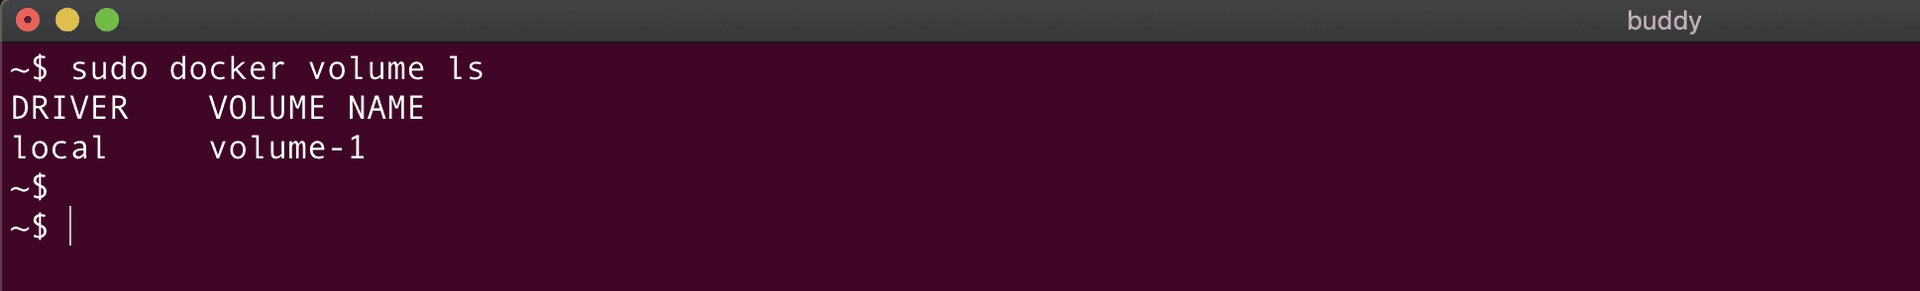 buddy
~$ sudo docker volume ls
DRIVER    VOLUME NAME
local     volume-1
~$
~$